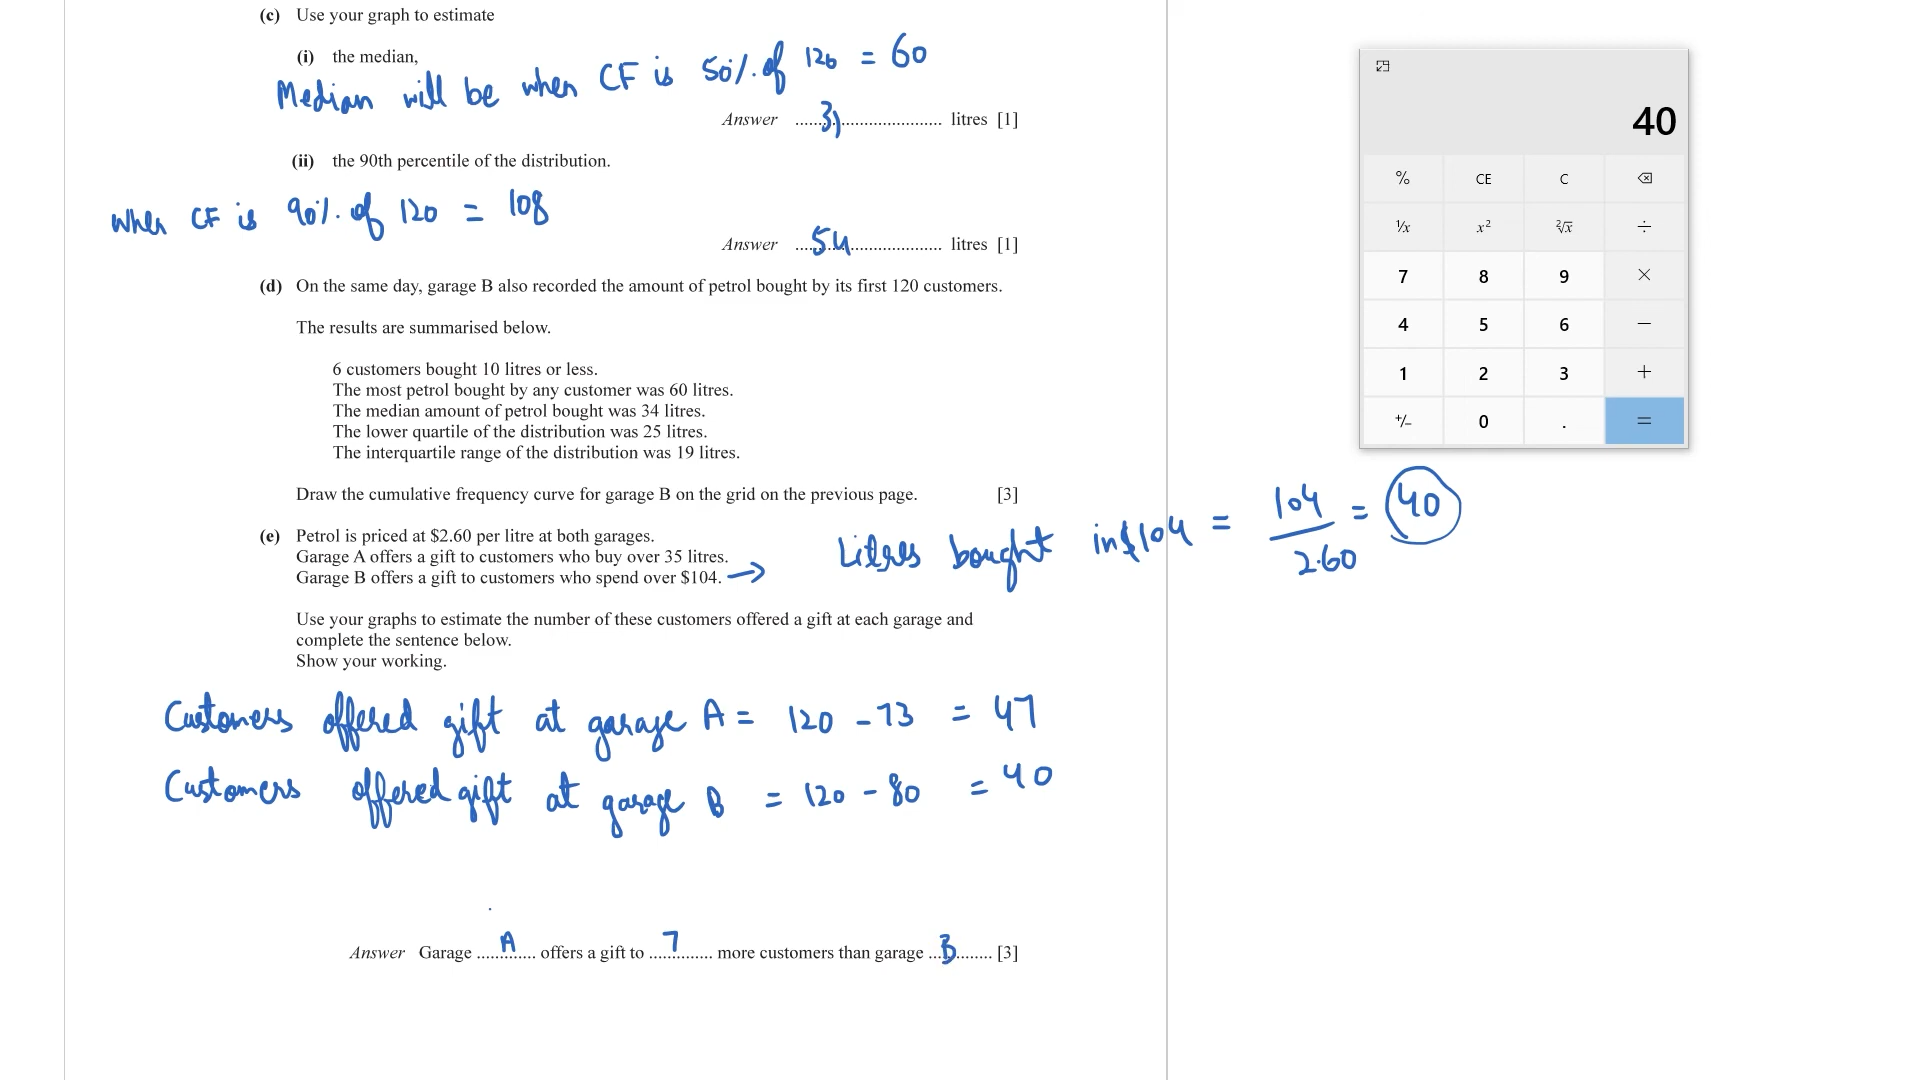 (c) Use your graph to estimate
(i) the median,
Median will be when CF is 50%.of 120 = 60
Answer .................................. litres [1]
31
(ii) the 90th percentile of the distribution.
When CF is 90%. of 120 = 108
Answer ......54........................ litres [1]
(d) On the same day, garage B also recorded the amount of petrol bought by its first 120 customers.
The results are summarised below.
6 customers bought 10 litres or less.
The most petrol bought by any customer was 60 litres.
The median amount of petrol bought was 34 litres.
The lower quartile of the distribution was 25 litres.
The interquartile range of the distribution was 19 litres.
Draw the cumulative frequency curve for garage B on the grid on the previous page. [3]
(e) Petrol is priced at $2.60 per litre at both garages.
Garage A offers a gift to customers who buy over 35 litres.
Garage B offers a gift to customers who spend over $104. →
Litres bought in $104 = 104/2.60 = 40
Use your graphs to estimate the number of these customers offered a gift at each garage and
complete the sentence below.
Show your working.
Customers offered gift at garage A = 120 - 73 = 47
Customers offered gift at garage B = 120 - 80 = 40
Answer Garage ......A...... offers a gift to ......7...... more customers than garage ...B......... [3]
40
% CE C ⌫
1/x x² ²√x ÷
7 8 9 ×
4 5 6 −
1 2 3 +
+/- 0 . =